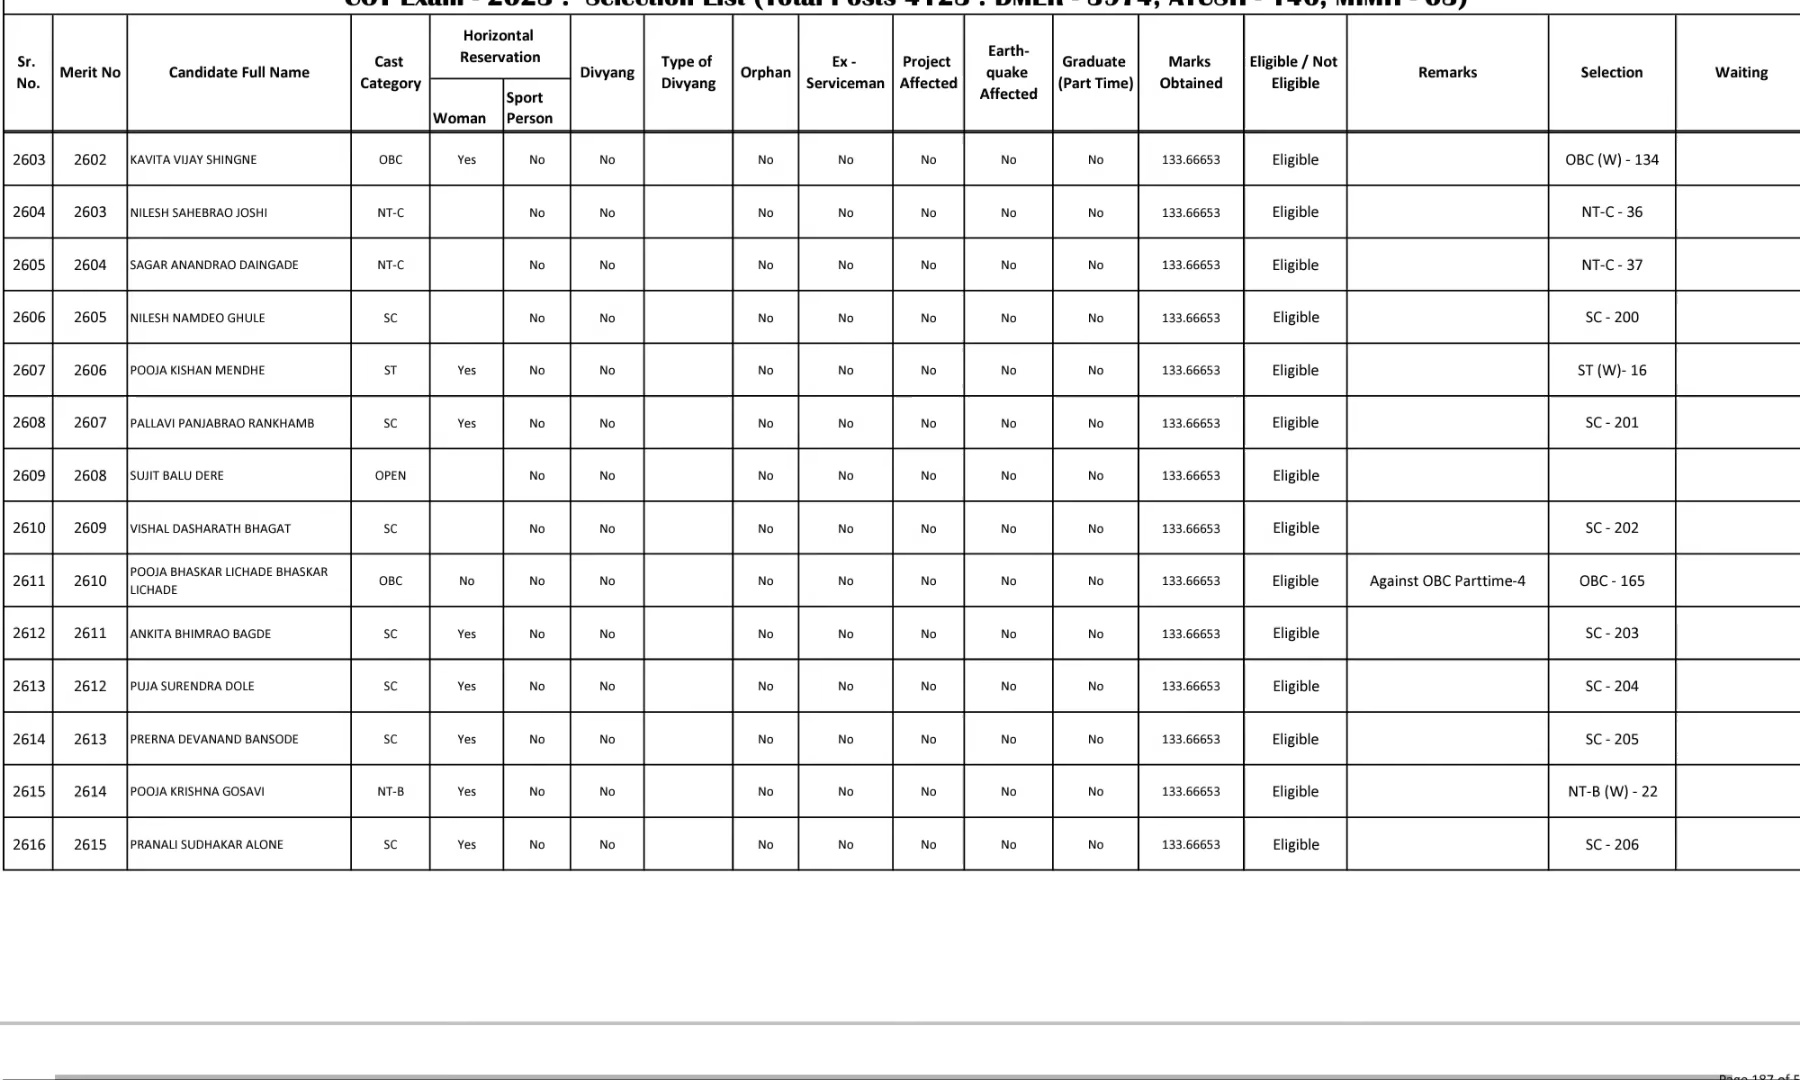 Exam - 2023 : Selection List (Total Posts 4123 : DMER - 3974, AYUSH -
Sr. No. Merit No Candidate Full Name Cast Category Horizontal Reservation Woman Sport Person Divyang Type of Divyang Orphan Ex - Serviceman Project Affected Earth- quake Affected Graduate (Part Time) Marks Obtained Eligible / Not Eligible Remarks Selection Waiting
2603 2602 KAVITA VIJAY SHINGNE OBC Yes No No No No No No No 133.66653 Eligible OBC (W) - 134
2604 2603 NILESH SAHEBRAO JOSHI NT-C No No No No No No No 133.66653 Eligible NT-C - 36
2605 2604 SAGAR ANANDRAO DAINGADE NT-C No No No No No No No 133.66653 Eligible NT-C - 37
2606 2605 NILESH NAMDEO GHULE SC No No No No No No No 133.66653 Eligible SC - 200
2607 2606 POOJA KISHAN MENDHE ST Yes No No No No No No No 133.66653 Eligible ST (W)- 16
2608 2607 PALLAVI PANJABRAO RANKHAMB SC Yes No No No No No No No 133.66653 Eligible SC - 201
2609 2608 SUJIT BALU DERE OPEN No No No No No No No 133.66653 Eligible
2610 2609 VISHAL DASHARATH BHAGAT SC No No No No No No No 133.66653 Eligible SC - 202
2611 2610 POOJA BHASKAR LICHADE BHASKAR LICHADE OBC No No No No No No No No 133.66653 Eligible Against OBC Parttime-4 OBC - 165
2612 2611 ANKITA BHIMRAO BAGDE SC Yes No No No No No No No 133.66653 Eligible SC - 203
2613 2612 PUJA SURENDRA DOLE SC Yes No No No No No No No 133.66653 Eligible SC - 204
2614 2613 PRERNA DEVANAND BANSODE SC Yes No No No No No No No 133.66653 Eligible SC - 205
2615 2614 POOJA KRISHNA GOSAVI NT-B Yes No No No No No No No 133.66653 Eligible NT-B (W) - 22
2616 2615 PRANALI SUDHAKAR ALONE SC Yes No No No No No No No 133.66653 Eligible SC - 206
Page 187 of